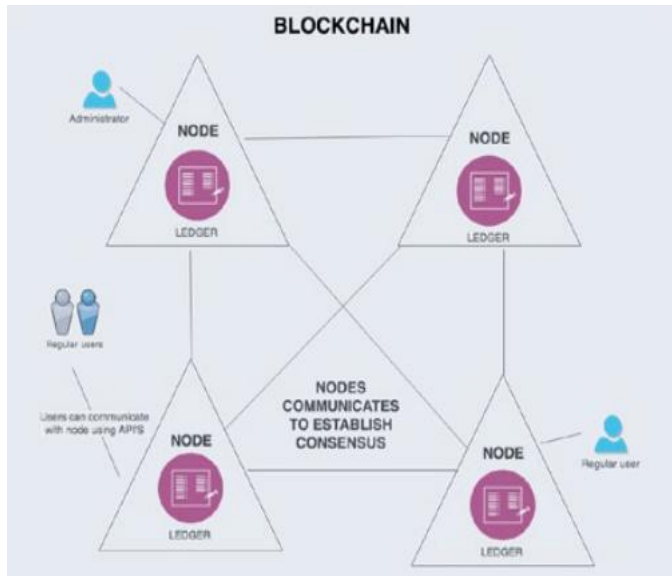 BLOCKCHAIN
Administrator
NODE
LEDGER
NODE
LEDGER
Regular users
Users can communicate
with node using API'S
NODES
COMMUNICATES
TO ESTABLISH
CONSENSUS
NODE
LEDGER
NODE
LEDGER
Regular user